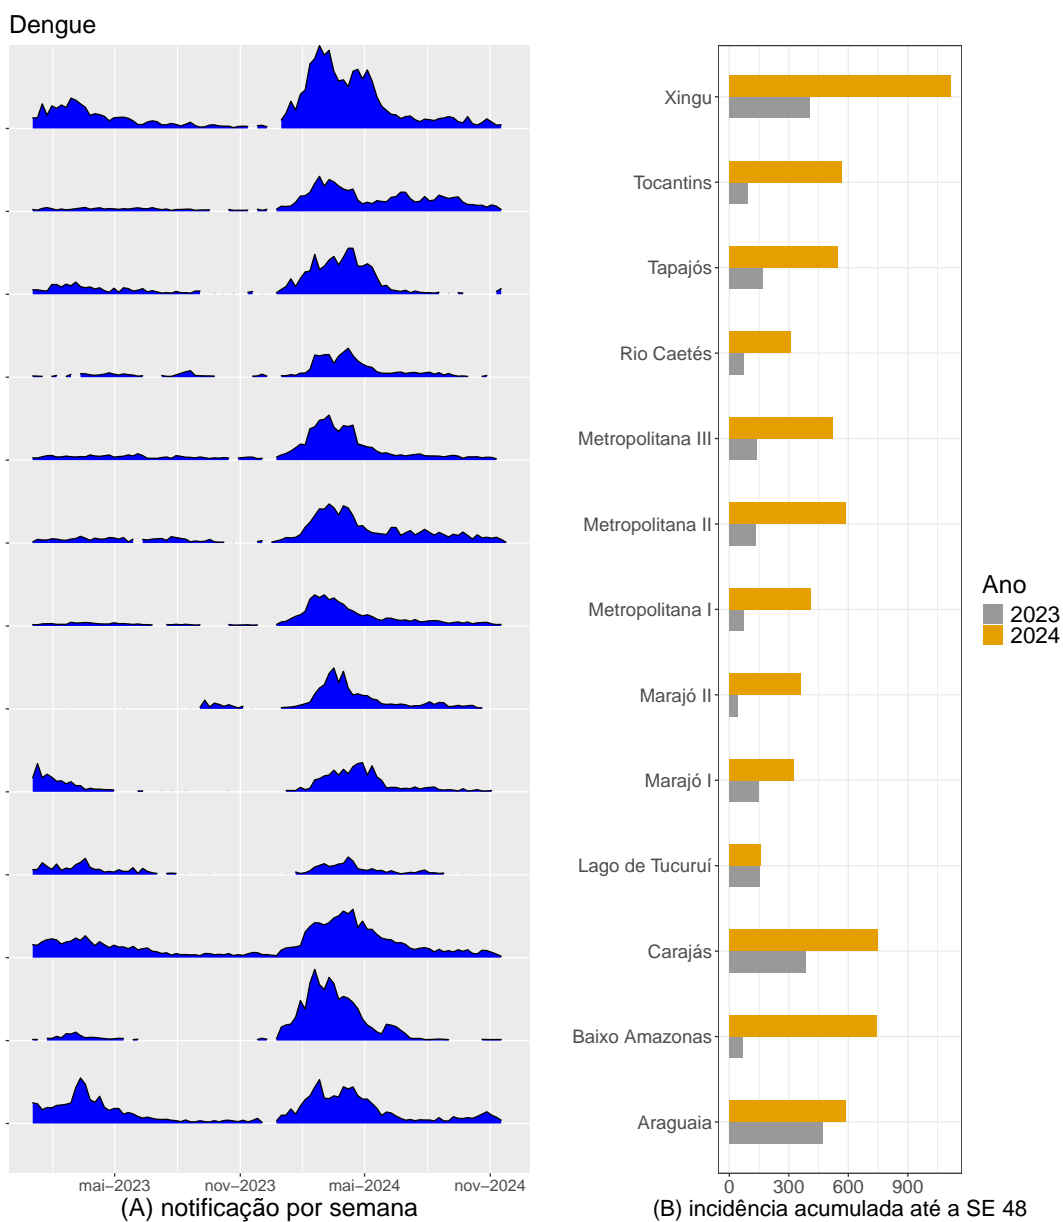 Dengue
Xingu
Tocantins
Tapajós
Rio Caetés
Metropolitana III
Metropolitana II
Metropolitana I
Marajó II
Marajó I
Lago de Tucuruí
Carajás
Baixo Amazonas
Araguaia
Ano
2023
2024
mai–2023 nov–2023 mai–2024 nov–2024
0 300 600 900
(A) notificação por semana
(B) incidência acumulada até a SE 48